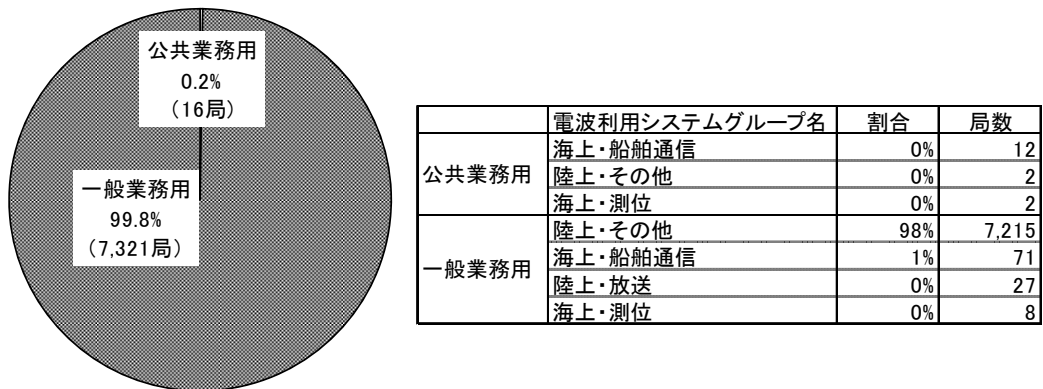 公共業務用
0.2%
（16局）
一般業務用
99.8%
（7,321局）
電波利用システムグループ名 割合 局数
公共業務用
海上・船舶通信 0% 12
陸上・その他 0% 2
海上・測位 0% 2
一般業務用
陸上・その他 98% 7,215
海上・船舶通信 1% 71
陸上・放送 0% 27
海上・測位 0% 8